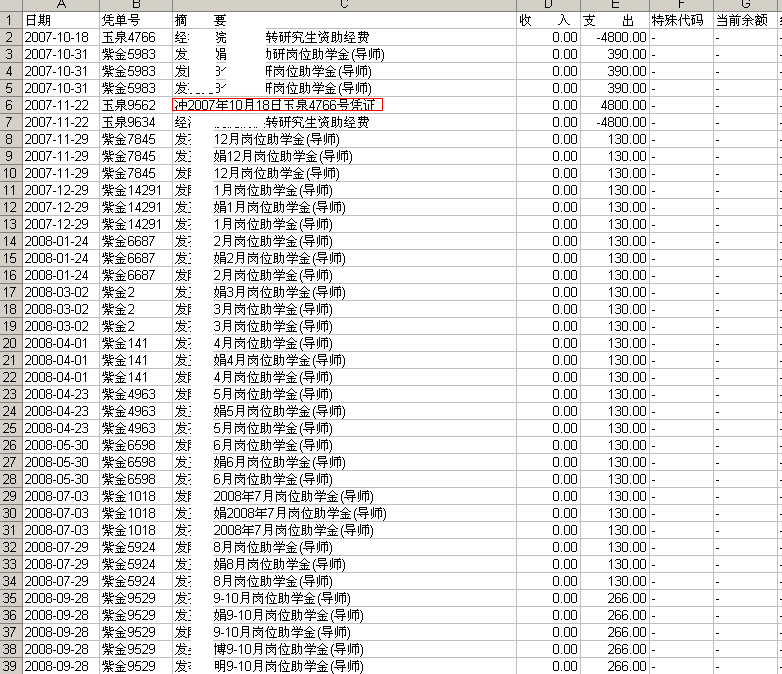 A B C D E F G
1 日期 凭单号 摘 要 收 入 支 出 特殊代码 当前余额
2 2007-10-18 玉泉4766 经 院 转研究生资助经费 0.00 -4800.00 - -
3 2007-10-31 紫金5983 发 娟 助研岗位助学金(导师) 0.00 390.00 - -
4 2007-10-31 紫金5983 发 研岗位助学金(导师) 0.00 390.00 - -
5 2007-10-31 紫金5983 发 研岗位助学金(导师) 0.00 390.00 - -
6 2007-11-22 玉泉9562 冲2007年10月18日玉泉4766号凭证 0.00 4800.00 - -
7 2007-11-22 玉泉9634 经 转研究生资助经费 0.00 -4800.00 - -
8 2007-11-29 紫金7845 发 12月岗位助学金(导师) 0.00 130.00 - -
9 2007-11-29 紫金7845 发 娟12月岗位助学金(导师) 0.00 130.00 - -
10 2007-11-29 紫金7845 发 12月岗位助学金(导师) 0.00 130.00 - -
11 2007-12-29 紫金14291 发 1月岗位助学金(导师) 0.00 130.00 - -
12 2007-12-29 紫金14291 发 娟1月岗位助学金(导师) 0.00 130.00 - -
13 2007-12-29 紫金14291 发 1月岗位助学金(导师) 0.00 130.00 - -
14 2008-01-24 紫金6687 发 2月岗位助学金(导师) 0.00 130.00 - -
15 2008-01-24 紫金6687 发 娟2月岗位助学金(导师) 0.00 130.00 - -
16 2008-01-24 紫金6687 发 2月岗位助学金(导师) 0.00 130.00 - -
17 2008-03-02 紫金2 发 娟3月岗位助学金(导师) 0.00 130.00 - -
18 2008-03-02 紫金2 发 3月岗位助学金(导师) 0.00 130.00 - -
19 2008-03-02 紫金2 发 3月岗位助学金(导师) 0.00 130.00 - -
20 2008-04-01 紫金141 发 4月岗位助学金(导师) 0.00 130.00 - -
21 2008-04-01 紫金141 发 娟4月岗位助学金(导师) 0.00 130.00 - -
22 2008-04-01 紫金141 发 4月岗位助学金(导师) 0.00 130.00 - -
23 2008-04-23 紫金4963 发 5月岗位助学金(导师) 0.00 130.00 - -
24 2008-04-23 紫金4963 发 娟5月岗位助学金(导师) 0.00 130.00 - -
25 2008-04-23 紫金4963 发 5月岗位助学金(导师) 0.00 130.00 - -
26 2008-05-30 紫金6598 发 6月岗位助学金(导师) 0.00 130.00 - -
27 2008-05-30 紫金6598 发 娟6月岗位助学金(导师) 0.00 130.00 - -
28 2008-05-30 紫金6598 发 6月岗位助学金(导师) 0.00 130.00 - -
29 2008-07-03 紫金1018 发 2008年7月岗位助学金(导师) 0.00 130.00 - -
30 2008-07-03 紫金1018 发 娟2008年7月岗位助学金(导师) 0.00 130.00 - -
31 2008-07-03 紫金1018 发 2008年7月岗位助学金(导师) 0.00 130.00 - -
32 2008-07-29 紫金5924 发 8月岗位助学金(导师) 0.00 130.00 - -
33 2008-07-29 紫金5924 发 娟8月岗位助学金(导师) 0.00 130.00 - -
34 2008-07-29 紫金5924 发 8月岗位助学金(导师) 0.00 130.00 - -
35 2008-09-28 紫金9529 发 9-10月岗位助学金(导师) 0.00 266.00 - -
36 2008-09-28 紫金9529 发 娟9-10月岗位助学金(导师) 0.00 266.00 - -
37 2008-09-28 紫金9529 发 9-10月岗位助学金(导师) 0.00 266.00 - -
38 2008-09-28 紫金9529 发 博9-10月岗位助学金(导师) 0.00 266.00 - -
39 2008-09-28 紫金9529 发 明9-10月岗位助学金(导师) 0.00 266.00 - -